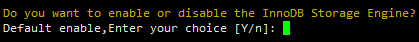 Do you want to enable or disable the InnoDB Storage Engine?
Default enable,Enter your choice [Y/n]: